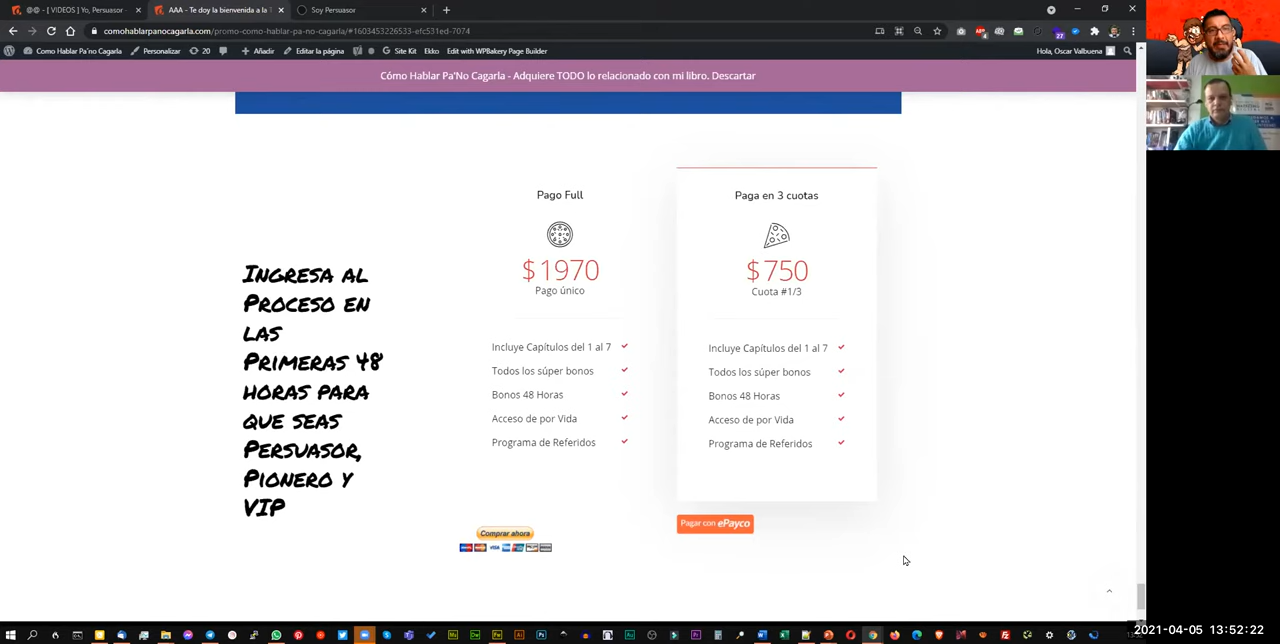 @@ - [ VIDEOS ] Yo, Persuasor -
AAA - Te doy la bienvenida a la
Soy Persuasor
comohablarpanocagarla.com/promo-como-hablar-pa-no-cagarla/#1603453226533-efc531ed-7074
Como Hablar Pa'no Cagarla
Personalizar
20
Añadir
Editar la página
Site Kit
Ekko
Edit with WPBakery Page Builder
Hola, Oscar Valbuena
Cómo Hablar Pa'No Cagarla - Adquiere TODO lo relacionado con mi libro. Descartar
Ingresa al
Proceso en
las
Primeras 48
horas para
que seas
Persuasor,
Pionero y
VIP
Pago Full
$1970
Pago único
Incluye Capítulos del 1 al 7
Todos los súper bonos
Bonos 48 Horas
Acceso de por Vida
Programa de Referidos
Comprar ahora
Paga en 3 cuotas
$750
Cuota #1/3
Incluye Capítulos del 1 al 7
Todos los súper bonos
Bonos 48 Horas
Acceso de por Vida
Programa de Referidos
Pagar con ePayco
2021-04-05 13:52:22